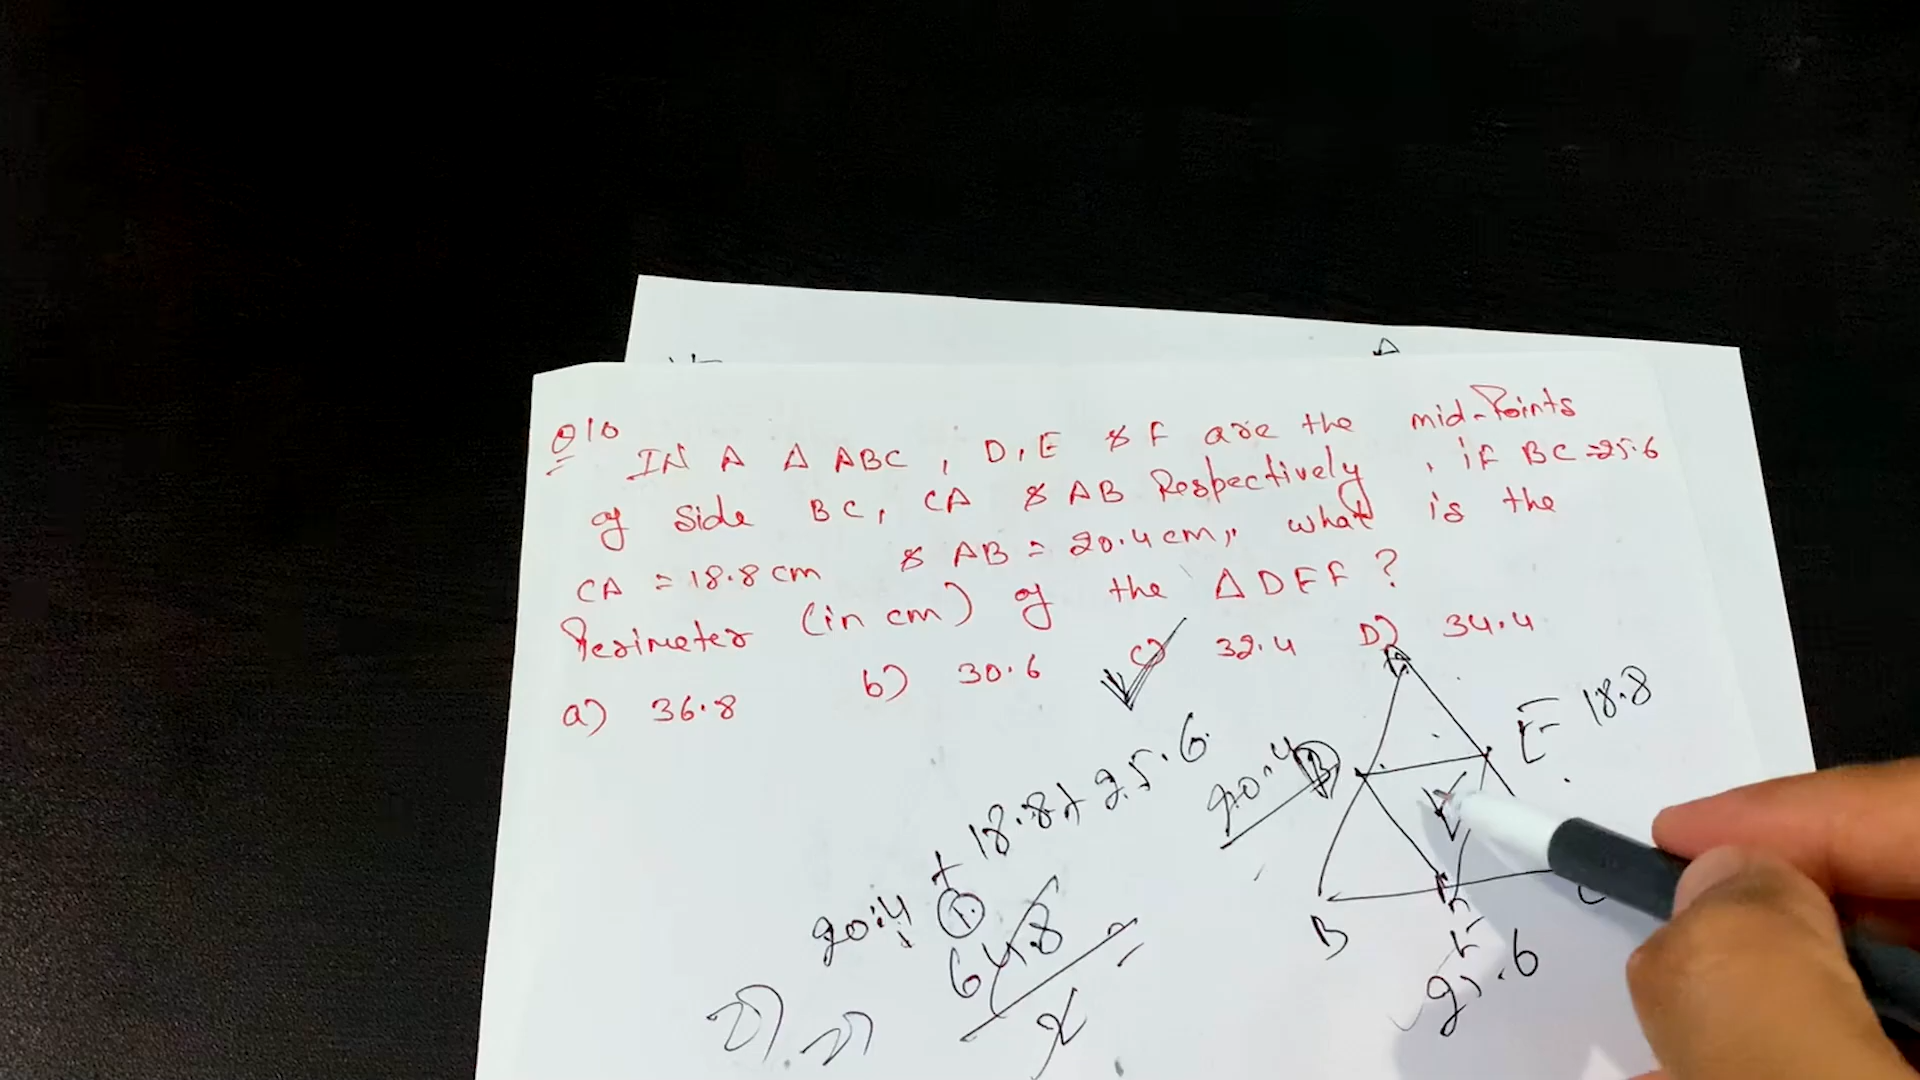 Q10
IN A Δ ABC , D, E & F are the mid-Points
of side BC, CA & AB Respectively , if BC=25.6
CA = 18.8 cm & AB = 20.4 cm, what is the
Perimeter (in cm) of the Δ DEF ?
a) 36.8 b) 30.6 c) 32.4 D) 34.4
A
E 18.8
20.4
20.4 + 18.8 + 25.6
64.8
2
B
C